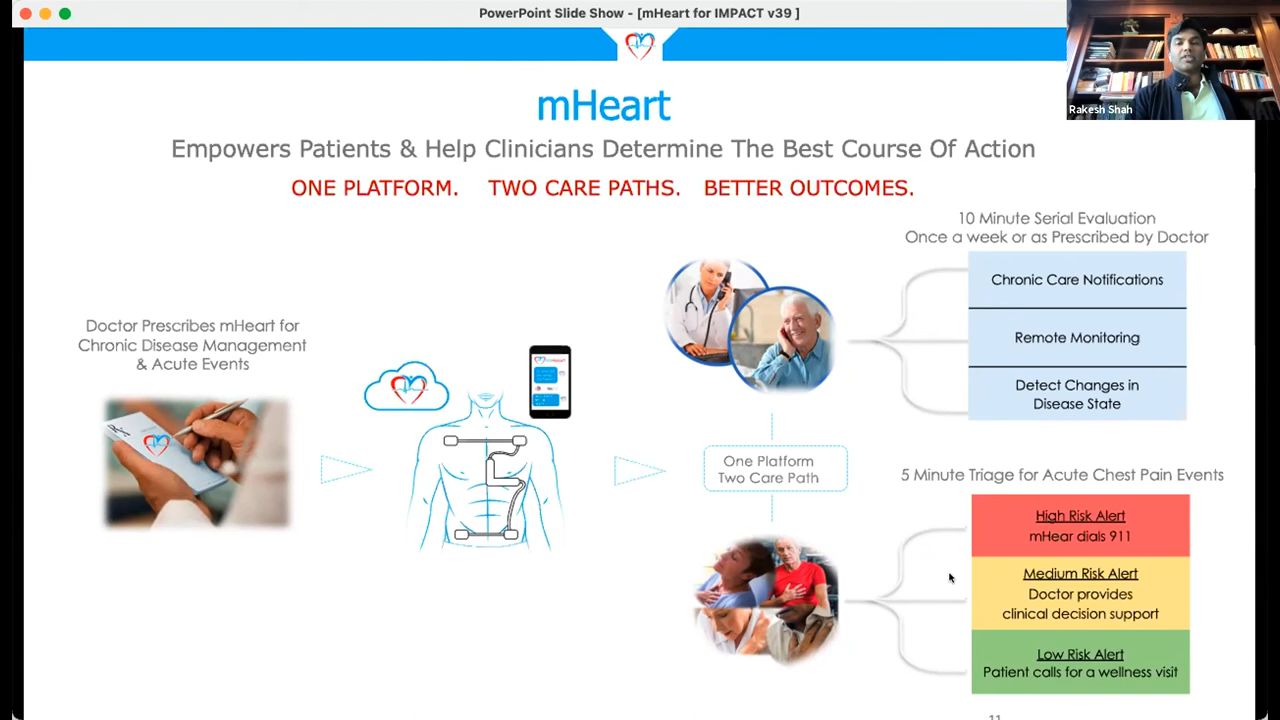 PowerPoint Slide Show - [mHeart for IMPACT v39 ]
Rakesh Shah
mHeart
Empowers Patients & Help Clinicians Determine The Best Course Of Action
ONE PLATFORM. TWO CARE PATHS. BETTER OUTCOMES.
10 Minute Serial Evaluation
Once a week or as Prescribed by Doctor
Chronic Care Notifications
Remote Monitoring
Detect Changes in
Disease State
Doctor Prescribes mHeart for
Chronic Disease Management
& Acute Events
One Platform
Two Care Path
5 Minute Triage for Acute Chest Pain Events
High Risk Alert
mHear dials 911
Medium Risk Alert
Doctor provides
clinical decision support
Low Risk Alert
Patient calls for a wellness visit
11